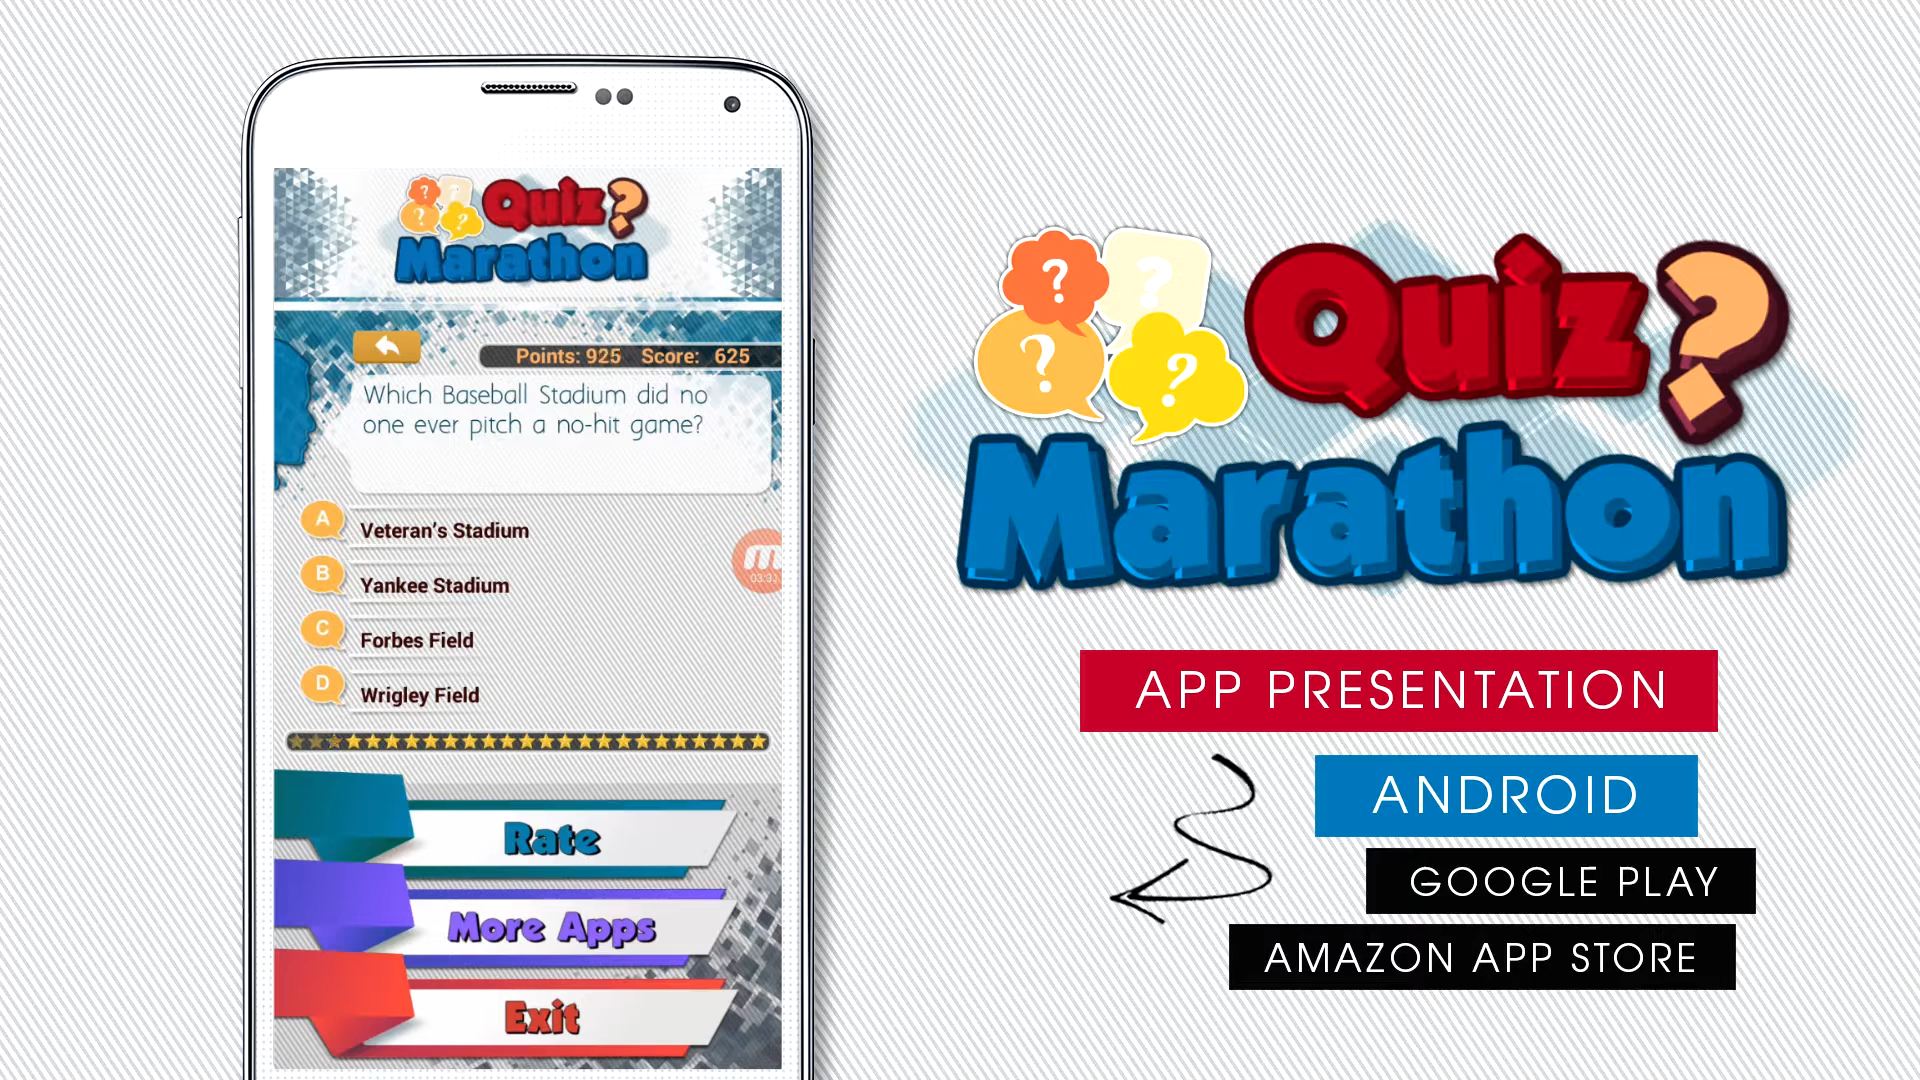 Quiz?
Marathon
Points: 925 Score: 625
Which Baseball Stadium did no
one ever pitch a no-hit game?
A Veteran's Stadium
B Yankee Stadium
C Forbes Field
D Wrigley Field
Rate
More Apps
Exit
? ? ? ?
Quiz?
Marathon
APP PRESENTATION
ANDROID
GOOGLE PLAY
AMAZON APP STORE